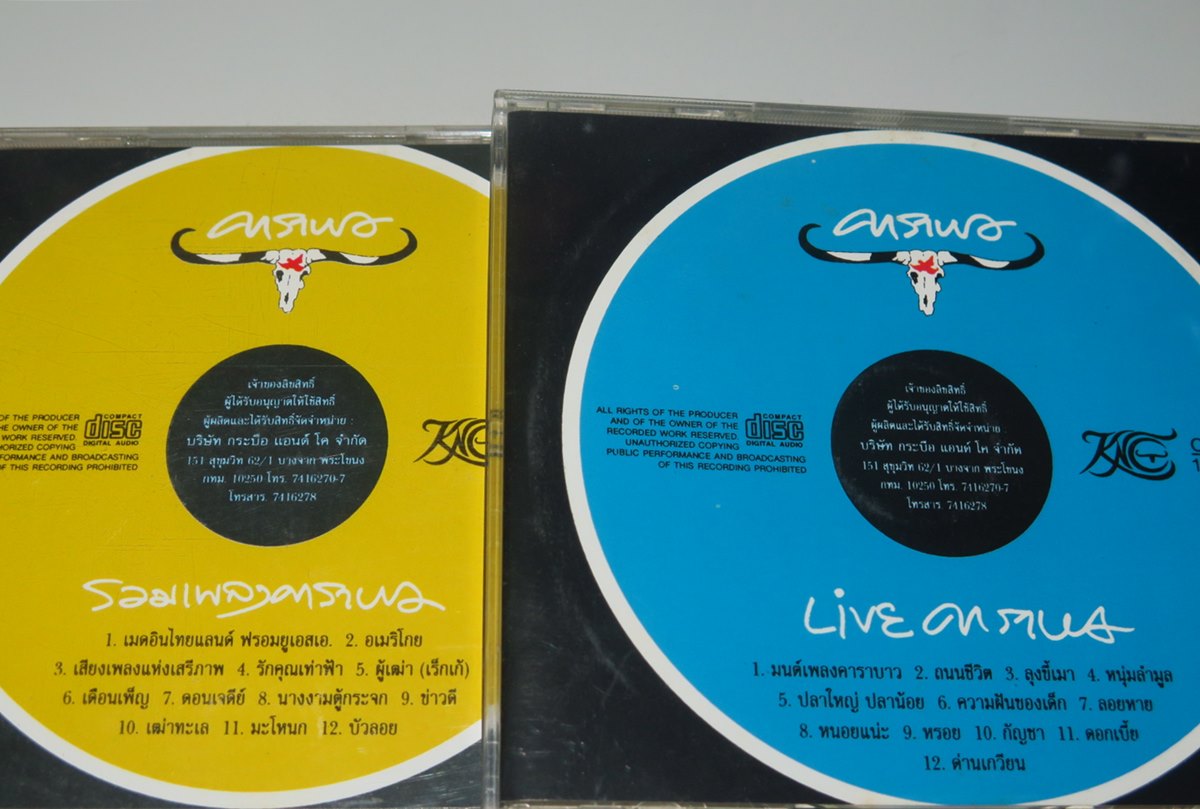 คาราบาว
OF THE PRODUCER
THE OWNER OF THE
WORK RESERVED.
COPYING
AND BROADCASTING
OF THIS RECORDING PROHIBITED
COMPACT
disc
DIGITAL AUDIO
เจ้าของลิขสิทธิ์
ผู้ได้รับอนุญาตให้ใช้สิทธิ์
ผู้ผลิตและได้รับสิทธิ์จัดจำหน่าย :
บริษัท กระบือ แอนด์ โค จำกัด
151 สุขุมวิท 62/1 บางจาก พระโขนง
กทม. 10250 โทร. 7416270-7
โทรสาร. 7416278
รวมเพลงคาราบาว
1. เมดอินไทยแลนด์ ฟรอมยูเอสเอ. 2. อเมริโกย
3. เสียงเพลงแห่งเสรีภาพ 4. รักคุณเท่าฟ้า 5. ผู้เฒ่า (เร็กเก้)
6. เดือนเพ็ญ 7. ดอนเจดีย์ 8. นางงามตู้กระจก 9. ข่าวดี
10. เฒ่าทะเล 11. มะโหนก 12. บัวลอย
คาราบาว
ALL RIGHTS OF THE PRODUCER
AND OF THE OWNER OF THE
RECORDED WORK RESERVED.
UNAUTHORIZED COPYING
PUBLIC PERFORMANCE AND BROADCASTING
OF THIS RECORDING PROHIBITED
COMPACT
disc
DIGITAL AUDIO
เจ้าของลิขสิทธิ์
ผู้ได้รับอนุญาตให้ใช้สิทธิ์
ผู้ผลิตและได้รับสิทธิ์จัดจำหน่าย :
บริษัท กระบือ แอนด์ โค จำกัด
151 สุขุมวิท 62/1 บางจาก พระโขนง
กทม. 10250 โทร. 7416270-7
โทรสาร. 7416278
Live คาราบาว
1. มนต์เพลงคาราบาว 2. ถนนชีวิต 3. ลุงขี้เมา 4. หนุ่มลำมูล
5. ปลาใหญ่ ปลาน้อย 6. ความฝันของเด็ก 7. ลอยหาย
8. หนอยแน่ะ 9. หรอย 10. กัญชา 11. ดอกเบี้ย
12. ด่านเกวียน